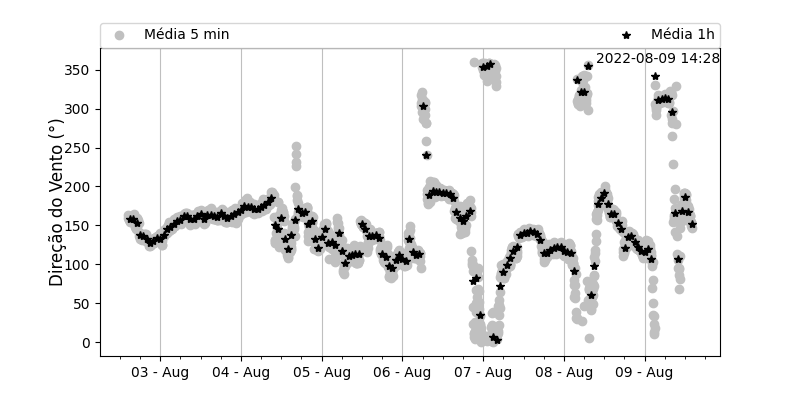 Média 5 min
Média 1h
2022-08-09 14:28
Direção do Vento (°)
350
300
250
200
150
100
50
0
03 - Aug
04 - Aug
05 - Aug
06 - Aug
07 - Aug
08 - Aug
09 - Aug